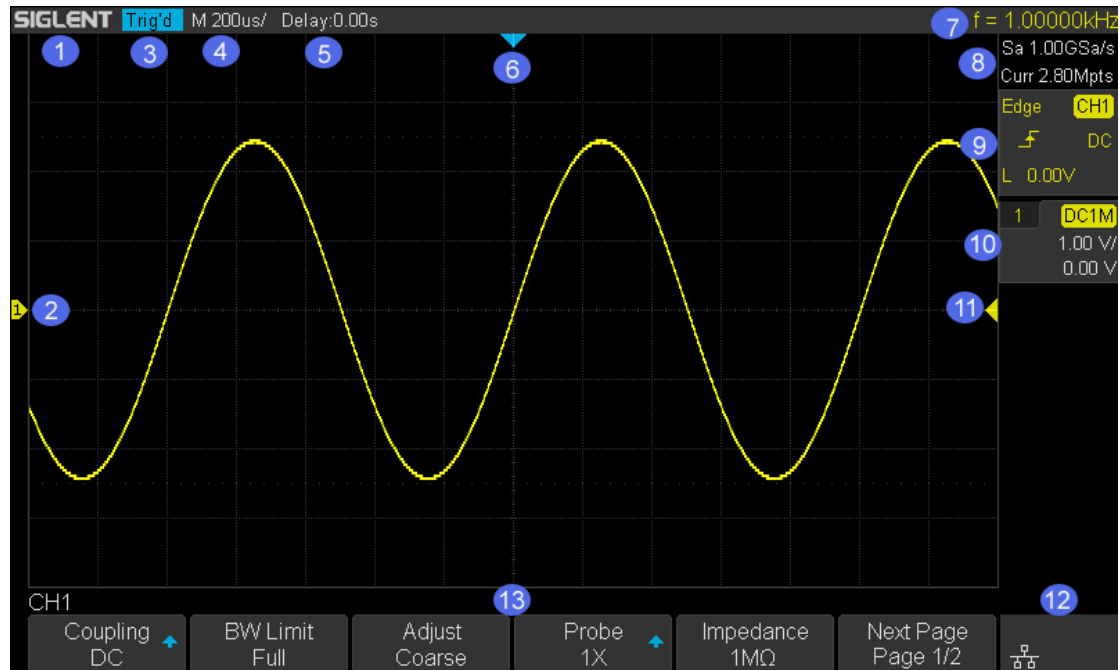 SIGLENT Trig'd M 200us/ Delay:0.00s f = 1.00000kHz
1 3 4 5 6 7 8
Sa 1.00GSa/s
Curr 2.80Mpts
Edge CH1
9
DC
L 0.00V
1 DC1M
10
1.00 V/
0.00 V
1 2 11
CH1 13 12
Coupling BW Limit Adjust Probe Impedance Next Page
DC Full Coarse 1X 1MΩ Page 1/2